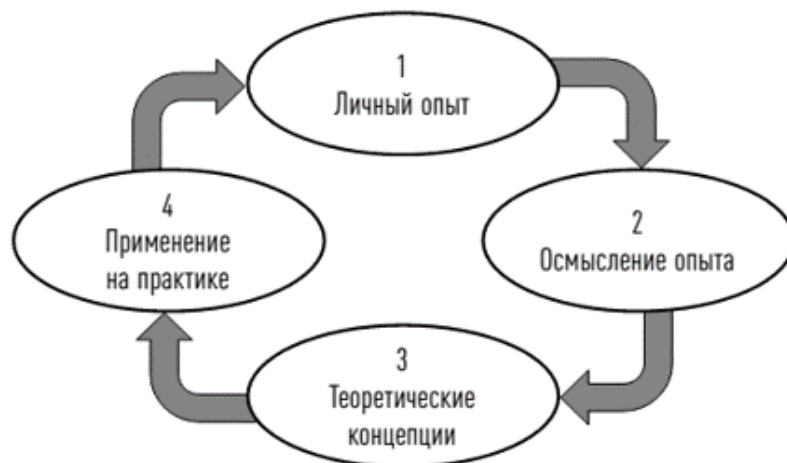 1
Личный опыт
2
Осмысление опыта
3
Теоретические
концепции
4
Применение
на практике